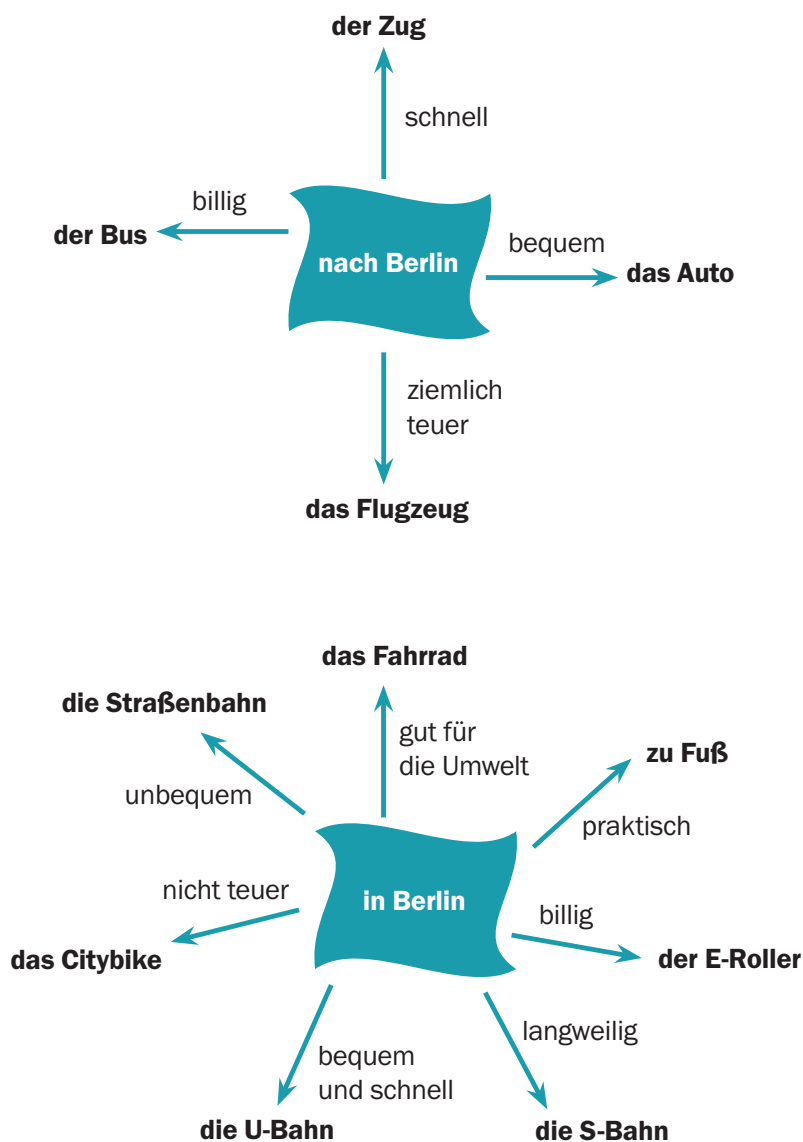 der Zug
schnell
billig
der Bus
nach Berlin
bequem
das Auto
ziemlich
teuer
das Flugzeug
das Fahrrad
die Straßenbahn
gut für
die Umwelt
zu Fuß
unbequem
praktisch
nicht teuer
in Berlin
billig
das Citybike
der E-Roller
langweilig
bequem
und schnell
die U-Bahn
die S-Bahn